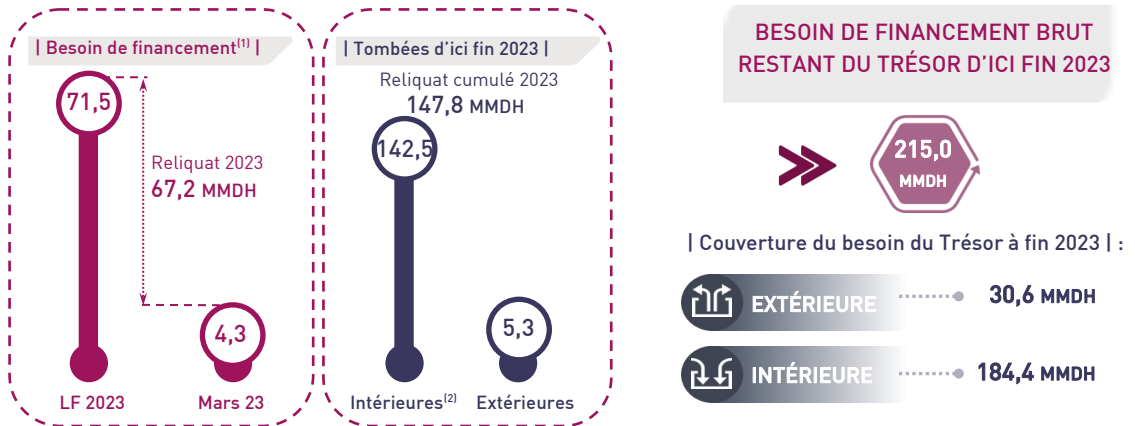 | Besoin de financement(1) |
71,5
Reliquat 2023
67,2 MMDH
4,3
LF 2023
Mars 23
| Tombées d'ici fin 2023 |
Reliquat cumulé 2023
147,8 MMDH
142,5
5,3
Intérieures(2)
Extérieures
BESOIN DE FINANCEMENT BRUT
RESTANT DU TRÉSOR D'ICI FIN 2023
215,0
MMDH
| Couverture du besoin du Trésor à fin 2023 | :
EXTÉRIEURE 30,6 MMDH
INTÉRIEURE 184,4 MMDH